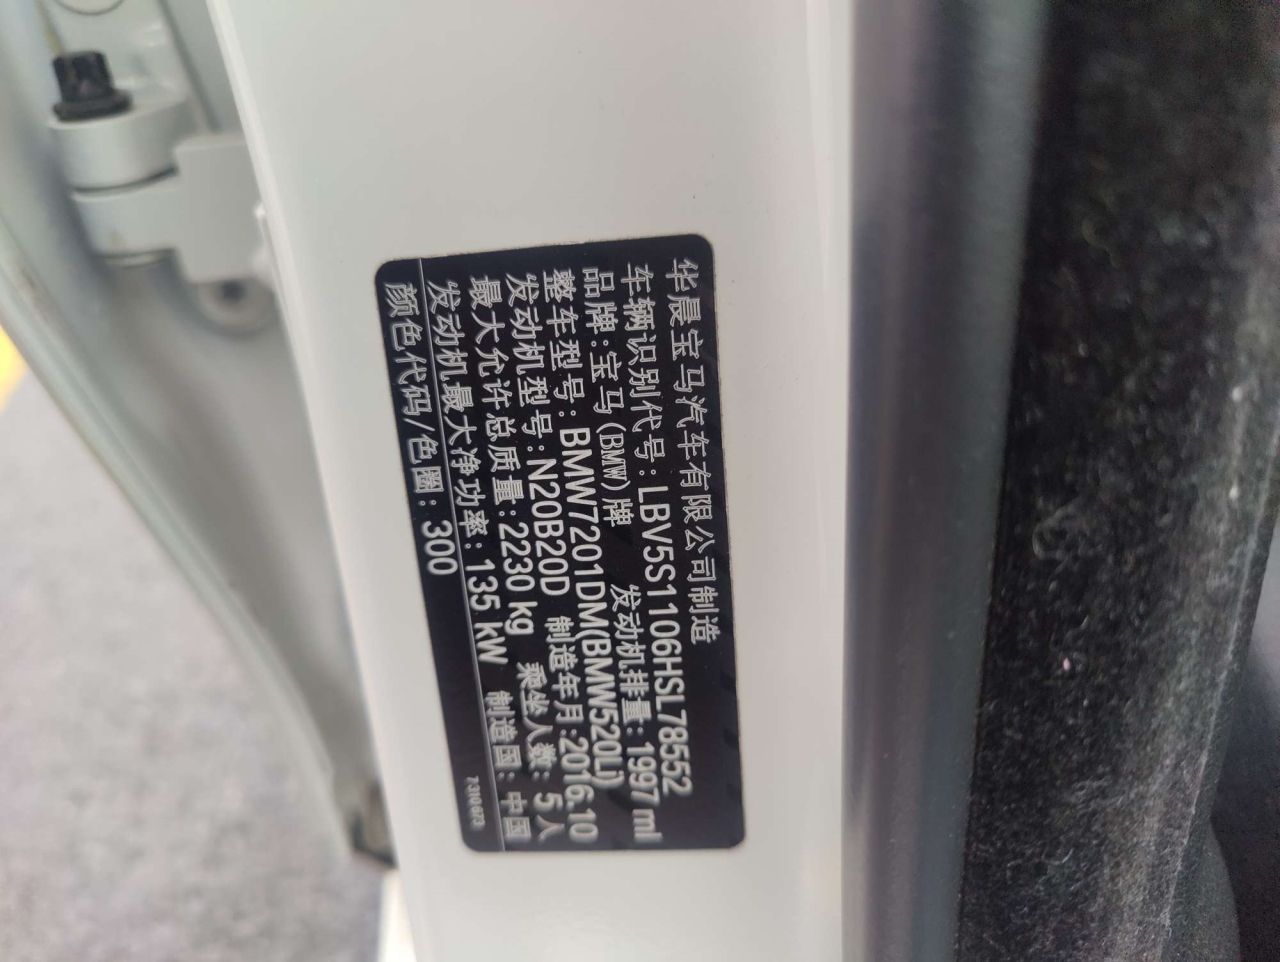 华晨宝马汽车有限公司制造
车辆识别代号:LBV5S1106HSL78552
品牌:宝马(BMW)牌 发动机排量:1997 ml
整车型号:BMW7201DM(BMW520Li)
发动机型号:N20B20D 制造年月:2016.10
最大允许总质量:2230 kg 乘坐人数:5人
发动机最大净功率:135 kW 制造国:中国
颜色代码/色圈:300